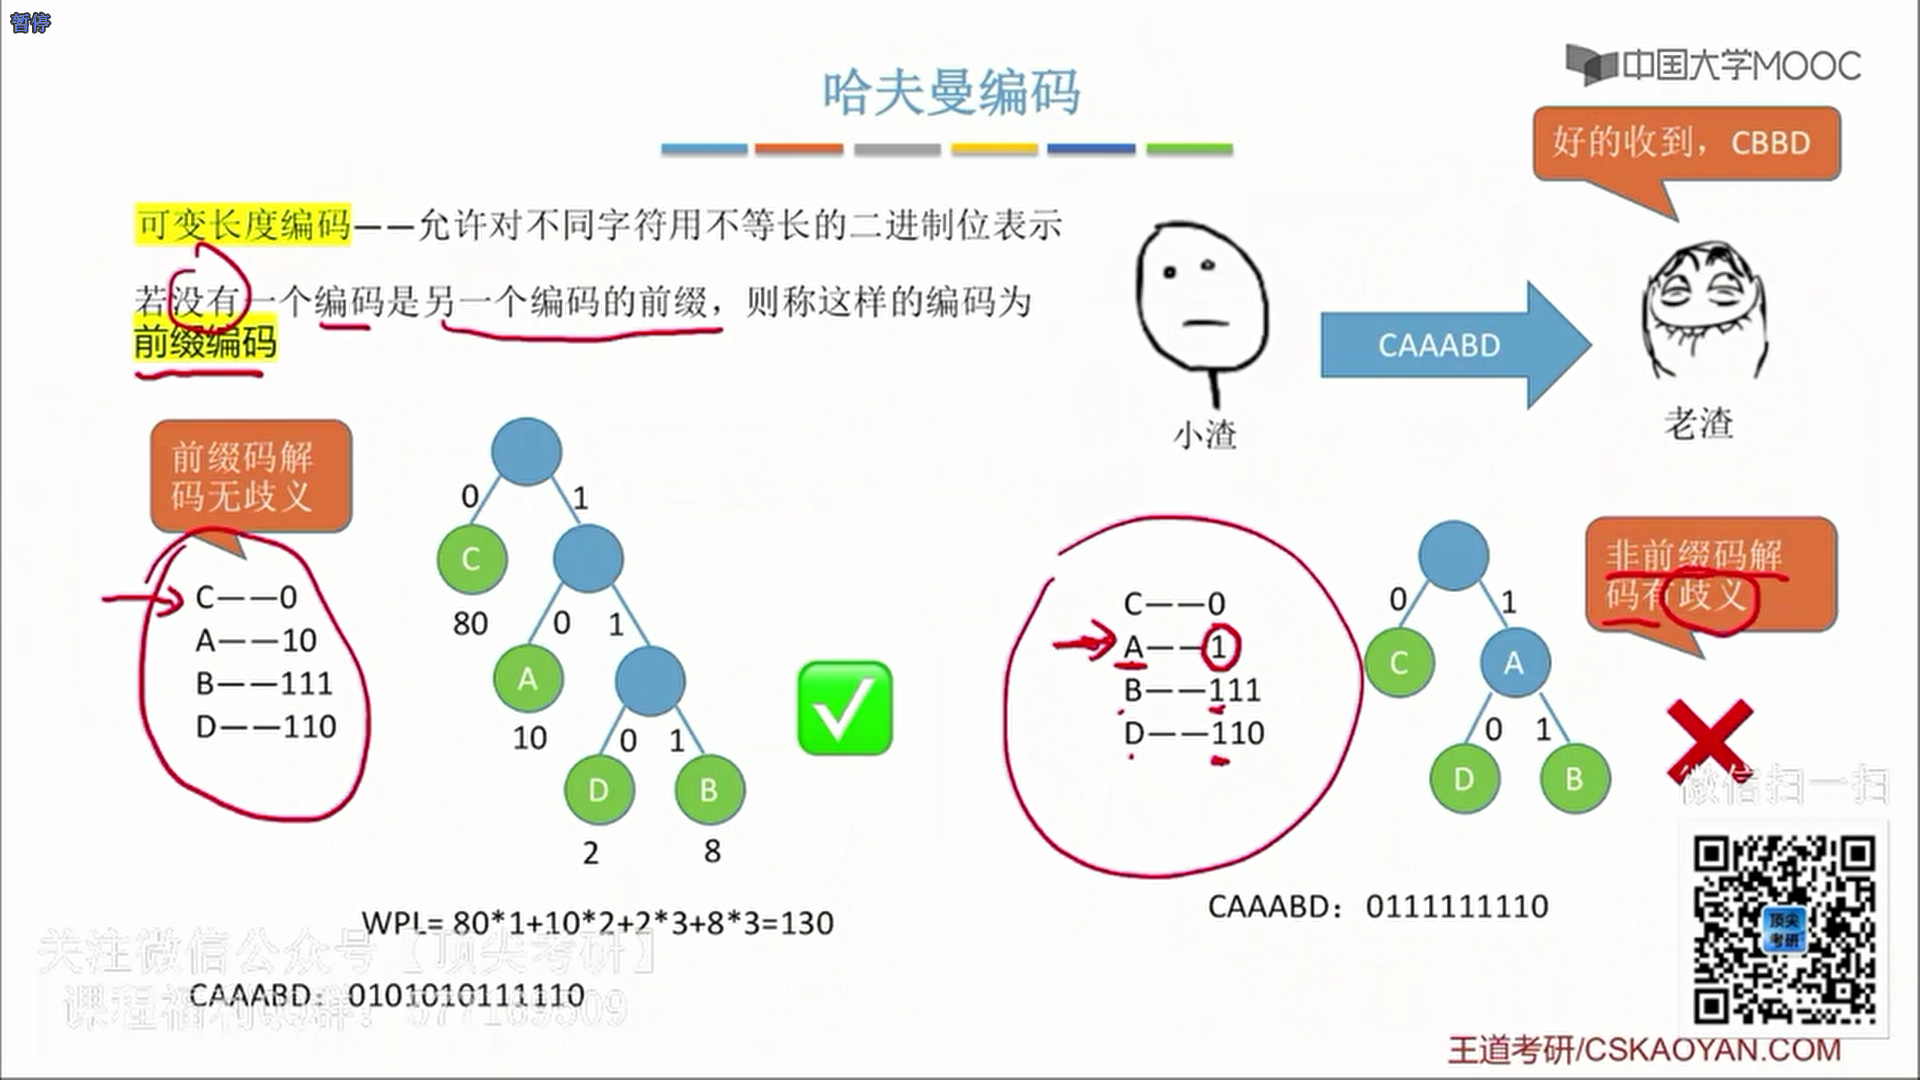 暂停
中国大学MOOC
哈夫曼编码
好的收到，CBBD
可变长度编码——允许对不同字符用不等长的二进制位表示
若没有一个编码是另一个编码的前缀，则称这样的编码为
前缀编码
CAAABD
小渣
老渣
前缀码解
码无歧义
C——0
A——10
B——111
D——110
0
1
C
80
0
1
A
10
0
1
D
B
2
8
WPL= 80*1+10*2+2*3+8*3=130
CAAABD： 0101010111110
C——0
A——1
B——111
D——110
0
1
C
A
0
1
D
B
非前缀码解
码有歧义
CAAABD： 0111111110
微信扫一扫
顶尖
考研
关注微信公众号【顶尖考研】
课程福利QQ群：577169509
王道考研/CSKAOYAN.COM